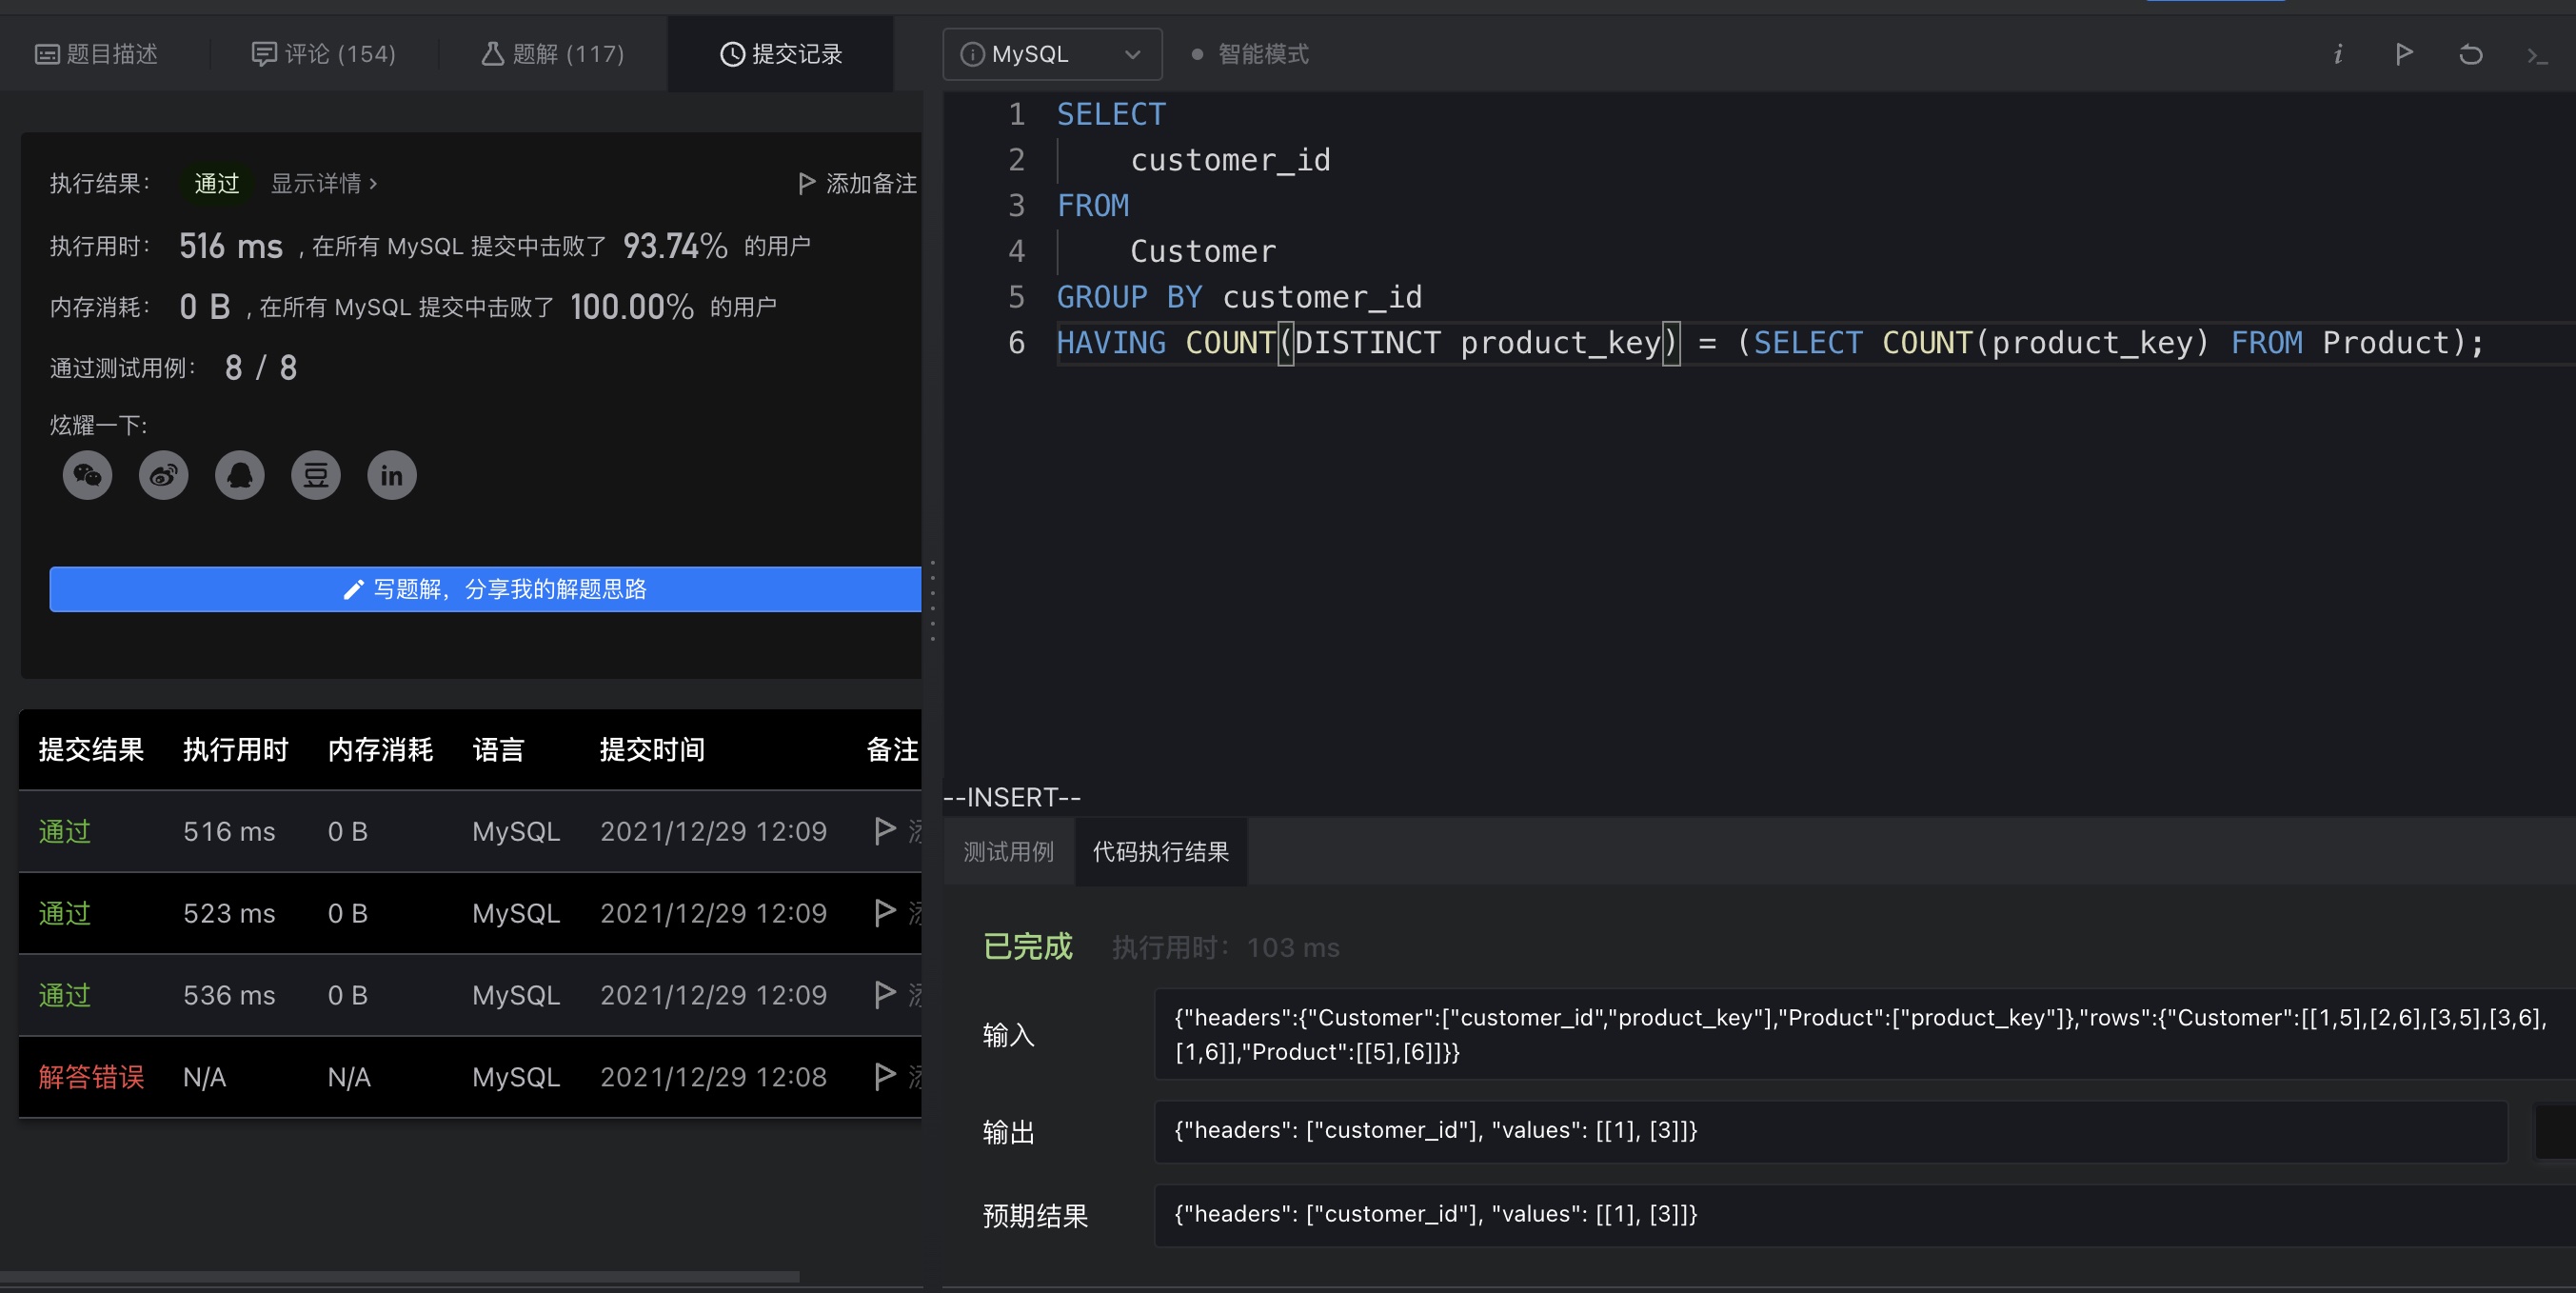 题目描述
评论 (154)
题解 (117)
提交记录
执行结果：
通过
显示详情 ›
添加备注
执行用时：
516 ms , 在所有 MySQL 提交中击败了 93.74% 的用户
内存消耗：
0 B , 在所有 MySQL 提交中击败了 100.00% 的用户
通过测试用例：
8 / 8
炫耀一下:
豆
in
写题解，分享我的解题思路
提交结果 执行用时 内存消耗 语言 提交时间 备注
通过 516 ms 0 B MySQL 2021/12/29 12:09
通过 523 ms 0 B MySQL 2021/12/29 12:09
通过 536 ms 0 B MySQL 2021/12/29 12:09
解答错误 N/A N/A MySQL 2021/12/29 12:08
MySQL
智能模式
1 SELECT
2 customer_id
3 FROM
4 Customer
5 GROUP BY customer_id
6 HAVING COUNT(DISTINCT product_key) = (SELECT COUNT(product_key) FROM Product);
--INSERT--
测试用例
代码执行结果
已完成
执行用时：103 ms
输入
{"headers":{"Customer":["customer_id","product_key"],"Product":["product_key"]},"rows":{"Customer":[[1,5],[2,6],[3,5],[3,6],
[1,6]],"Product":[[5],[6]]}}
输出
{"headers": ["customer_id"], "values": [[1], [3]]}
预期结果
{"headers": ["customer_id"], "values": [[1], [3]]}